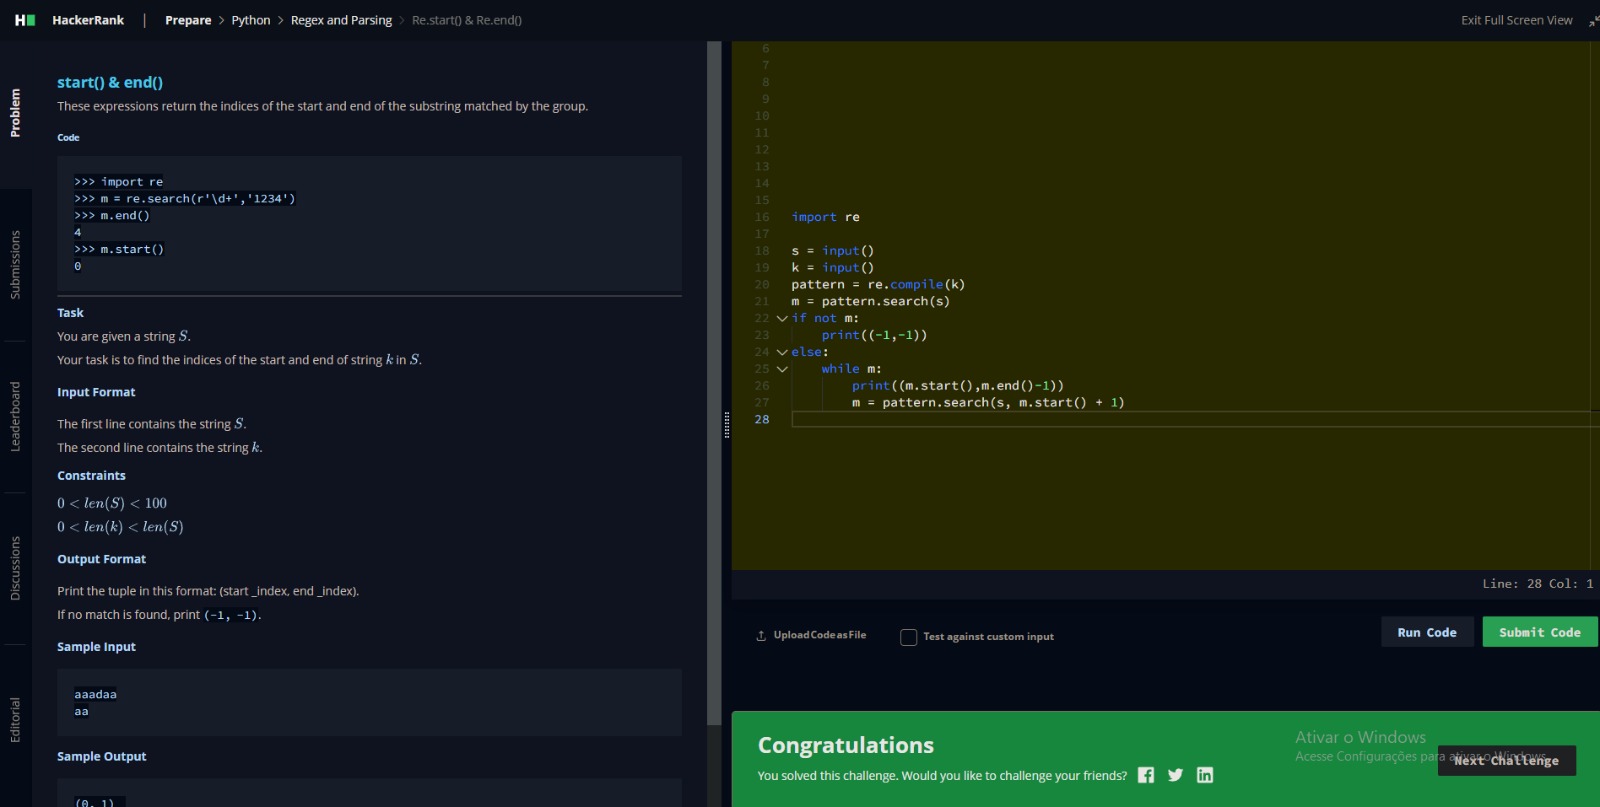 H HackerRank | Prepare > Python > Regex and Parsing > Re.start() & Re.end()
Exit Full Screen View
Problem
Submissions
Leaderboard
Discussions
Editorial
start() & end()
These expressions return the indices of the start and end of the substring matched by the group.
Code
>>> import re
>>> m = re.search(r'\d+','1234')
>>> m.end()
4
>>> m.start()
0
Task
You are given a string S.
Your task is to find the indices of the start and end of string k in S.
Input Format
The first line contains the string S.
The second line contains the string k.
Constraints
0 < len(S) < 100
0 < len(k) < len(S)
Output Format
Print the tuple in this format: (start _index, end _index).
If no match is found, print (-1, -1).
Sample Input
aaadaa
aa
Sample Output
(0, 1)
6
7
8
9
10
11
12
13
14
15
16 import re
17
18 s = input()
19 k = input()
20 pattern = re.compile(k)
21 m = pattern.search(s)
22 if not m:
23 print((-1,-1))
24 else:
25 while m:
26 print((m.start(),m.end()-1))
27 m = pattern.search(s, m.start() + 1)
28
Line: 28 Col: 1
Upload Code as File
Test against custom input
Run Code
Submit Code
Congratulations
You solved this challenge. Would you like to challenge your friends?
Ativar o Windows
Acesse Configurações para ativar o Windows.
Next Challenge